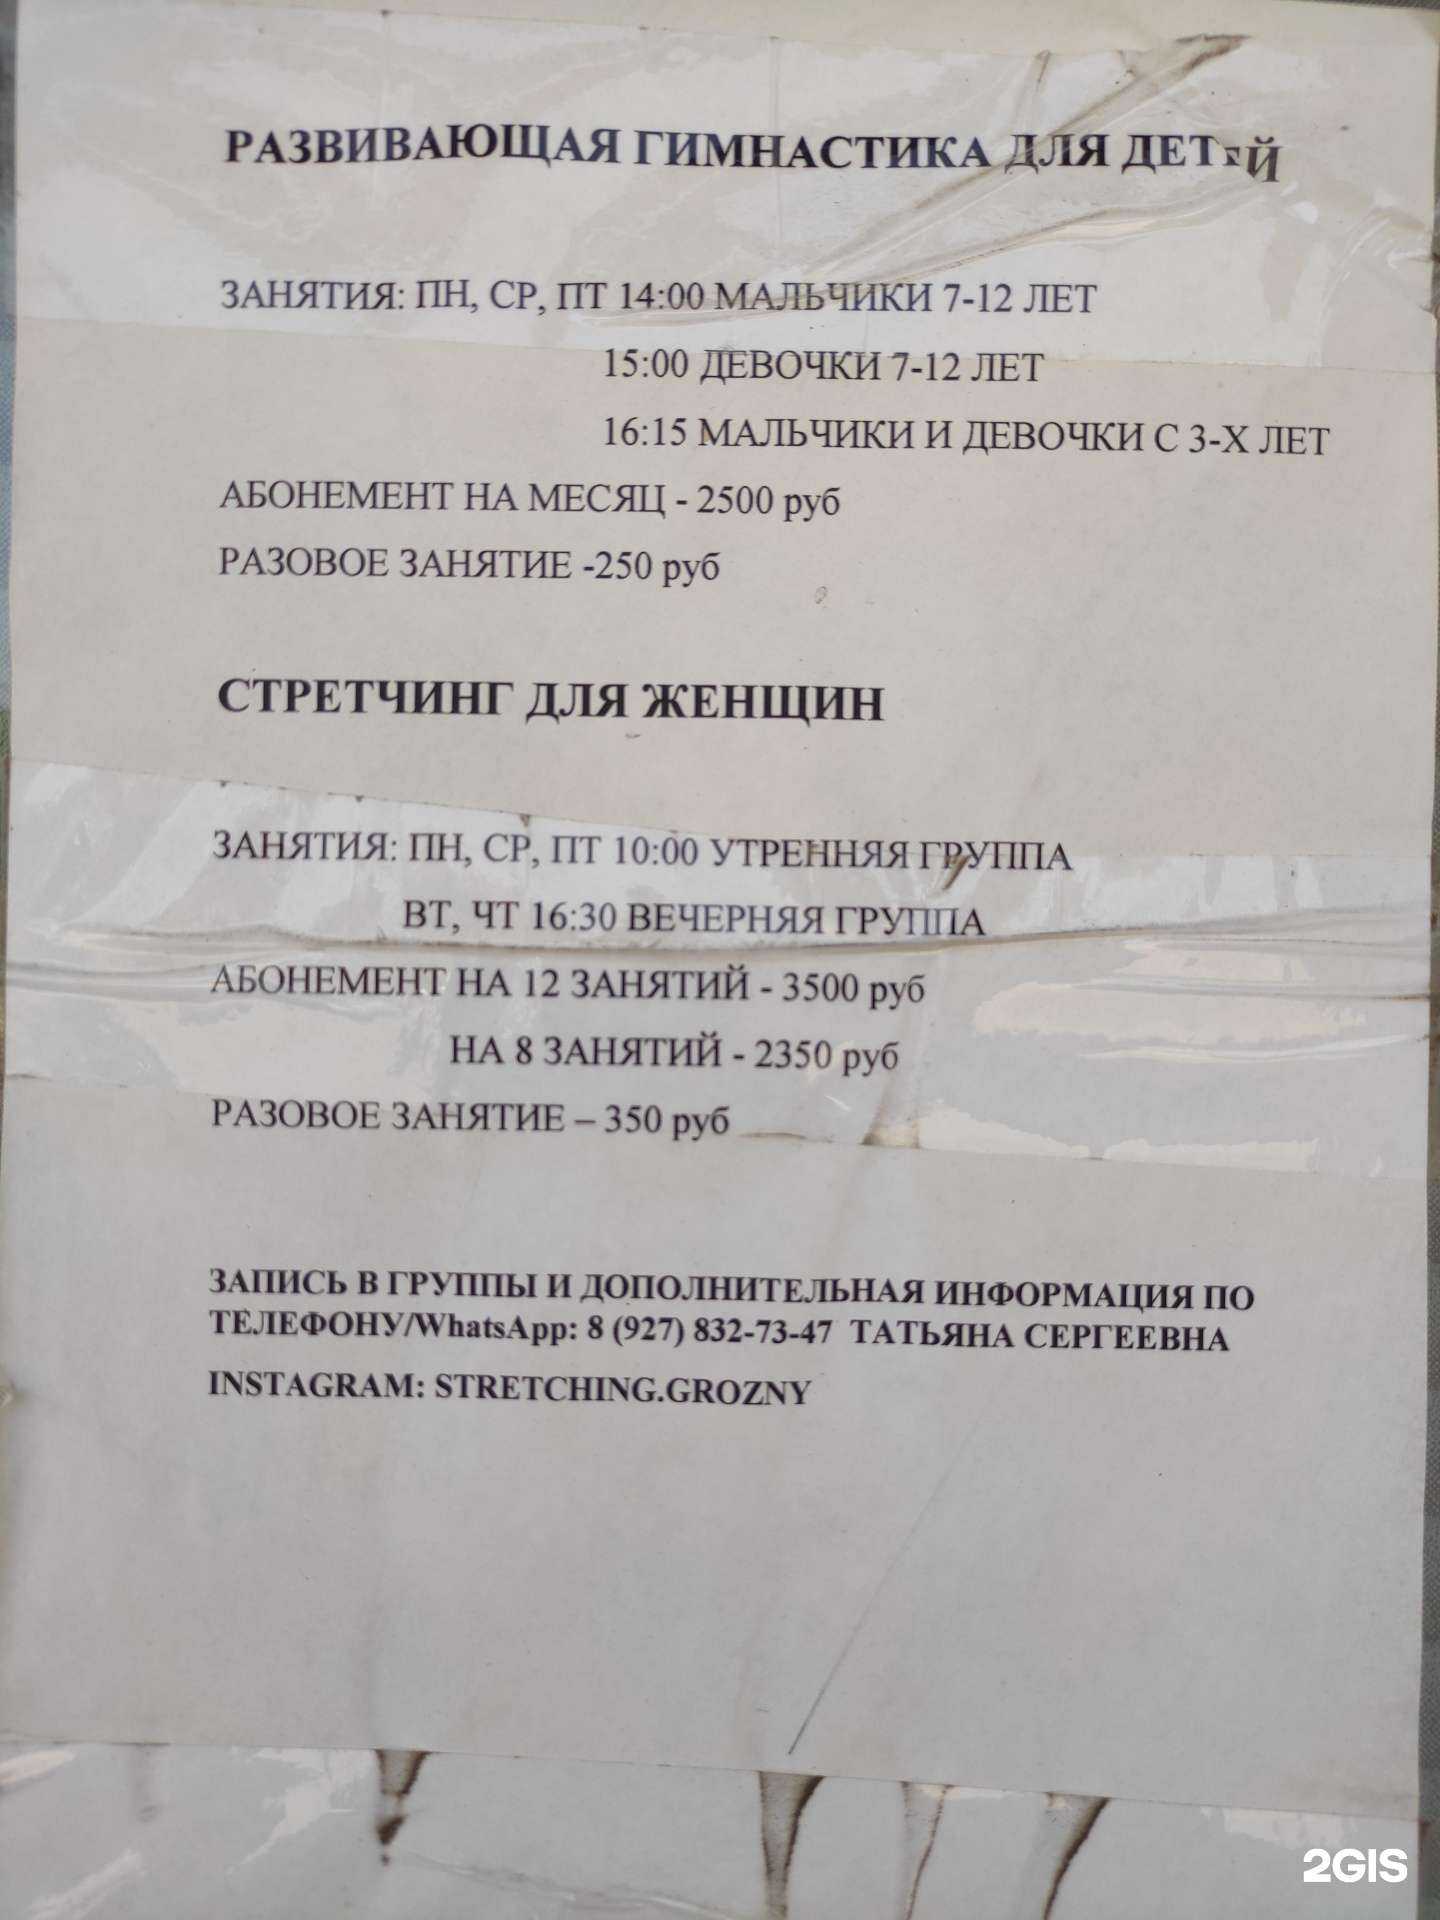 РАЗВИВАЮЩАЯ ГИМНАСТИКА ДЛЯ ДЕТЕЙ
ЗАНЯТИЯ: ПН, СР, ПТ 14:00 МАЛЬЧИКИ 7-12 ЛЕТ
15:00 ДЕВОЧКИ 7-12 ЛЕТ
16:15 МАЛЬЧИКИ И ДЕВОЧКИ С 3-Х ЛЕТ
АБОНЕМЕНТ НА МЕСЯЦ - 2500 руб
РАЗОВОЕ ЗАНЯТИЕ -250 руб
СТРЕТЧИНГ ДЛЯ ЖЕНЩИН
ЗАНЯТИЯ: ПН, СР, ПТ 10:00 УТРЕННЯЯ ГРУППА
ВТ, ЧТ 16:30 ВЕЧЕРНЯЯ ГРУППА
АБОНЕМЕНТ НА 12 ЗАНЯТИЙ - 3500 руб
НА 8 ЗАНЯТИЙ - 2350 руб
РАЗОВОЕ ЗАНЯТИЕ – 350 руб
ЗАПИСЬ В ГРУППЫ И ДОПОЛНИТЕЛЬНАЯ ИНФОРМАЦИЯ ПО
ТЕЛЕФОНУ/WhatsApp: 8 (927) 832-73-47 ТАТЬЯНА СЕРГЕЕВНА
INSTAGRAM: STRETCHING.GROZNY
2GIS